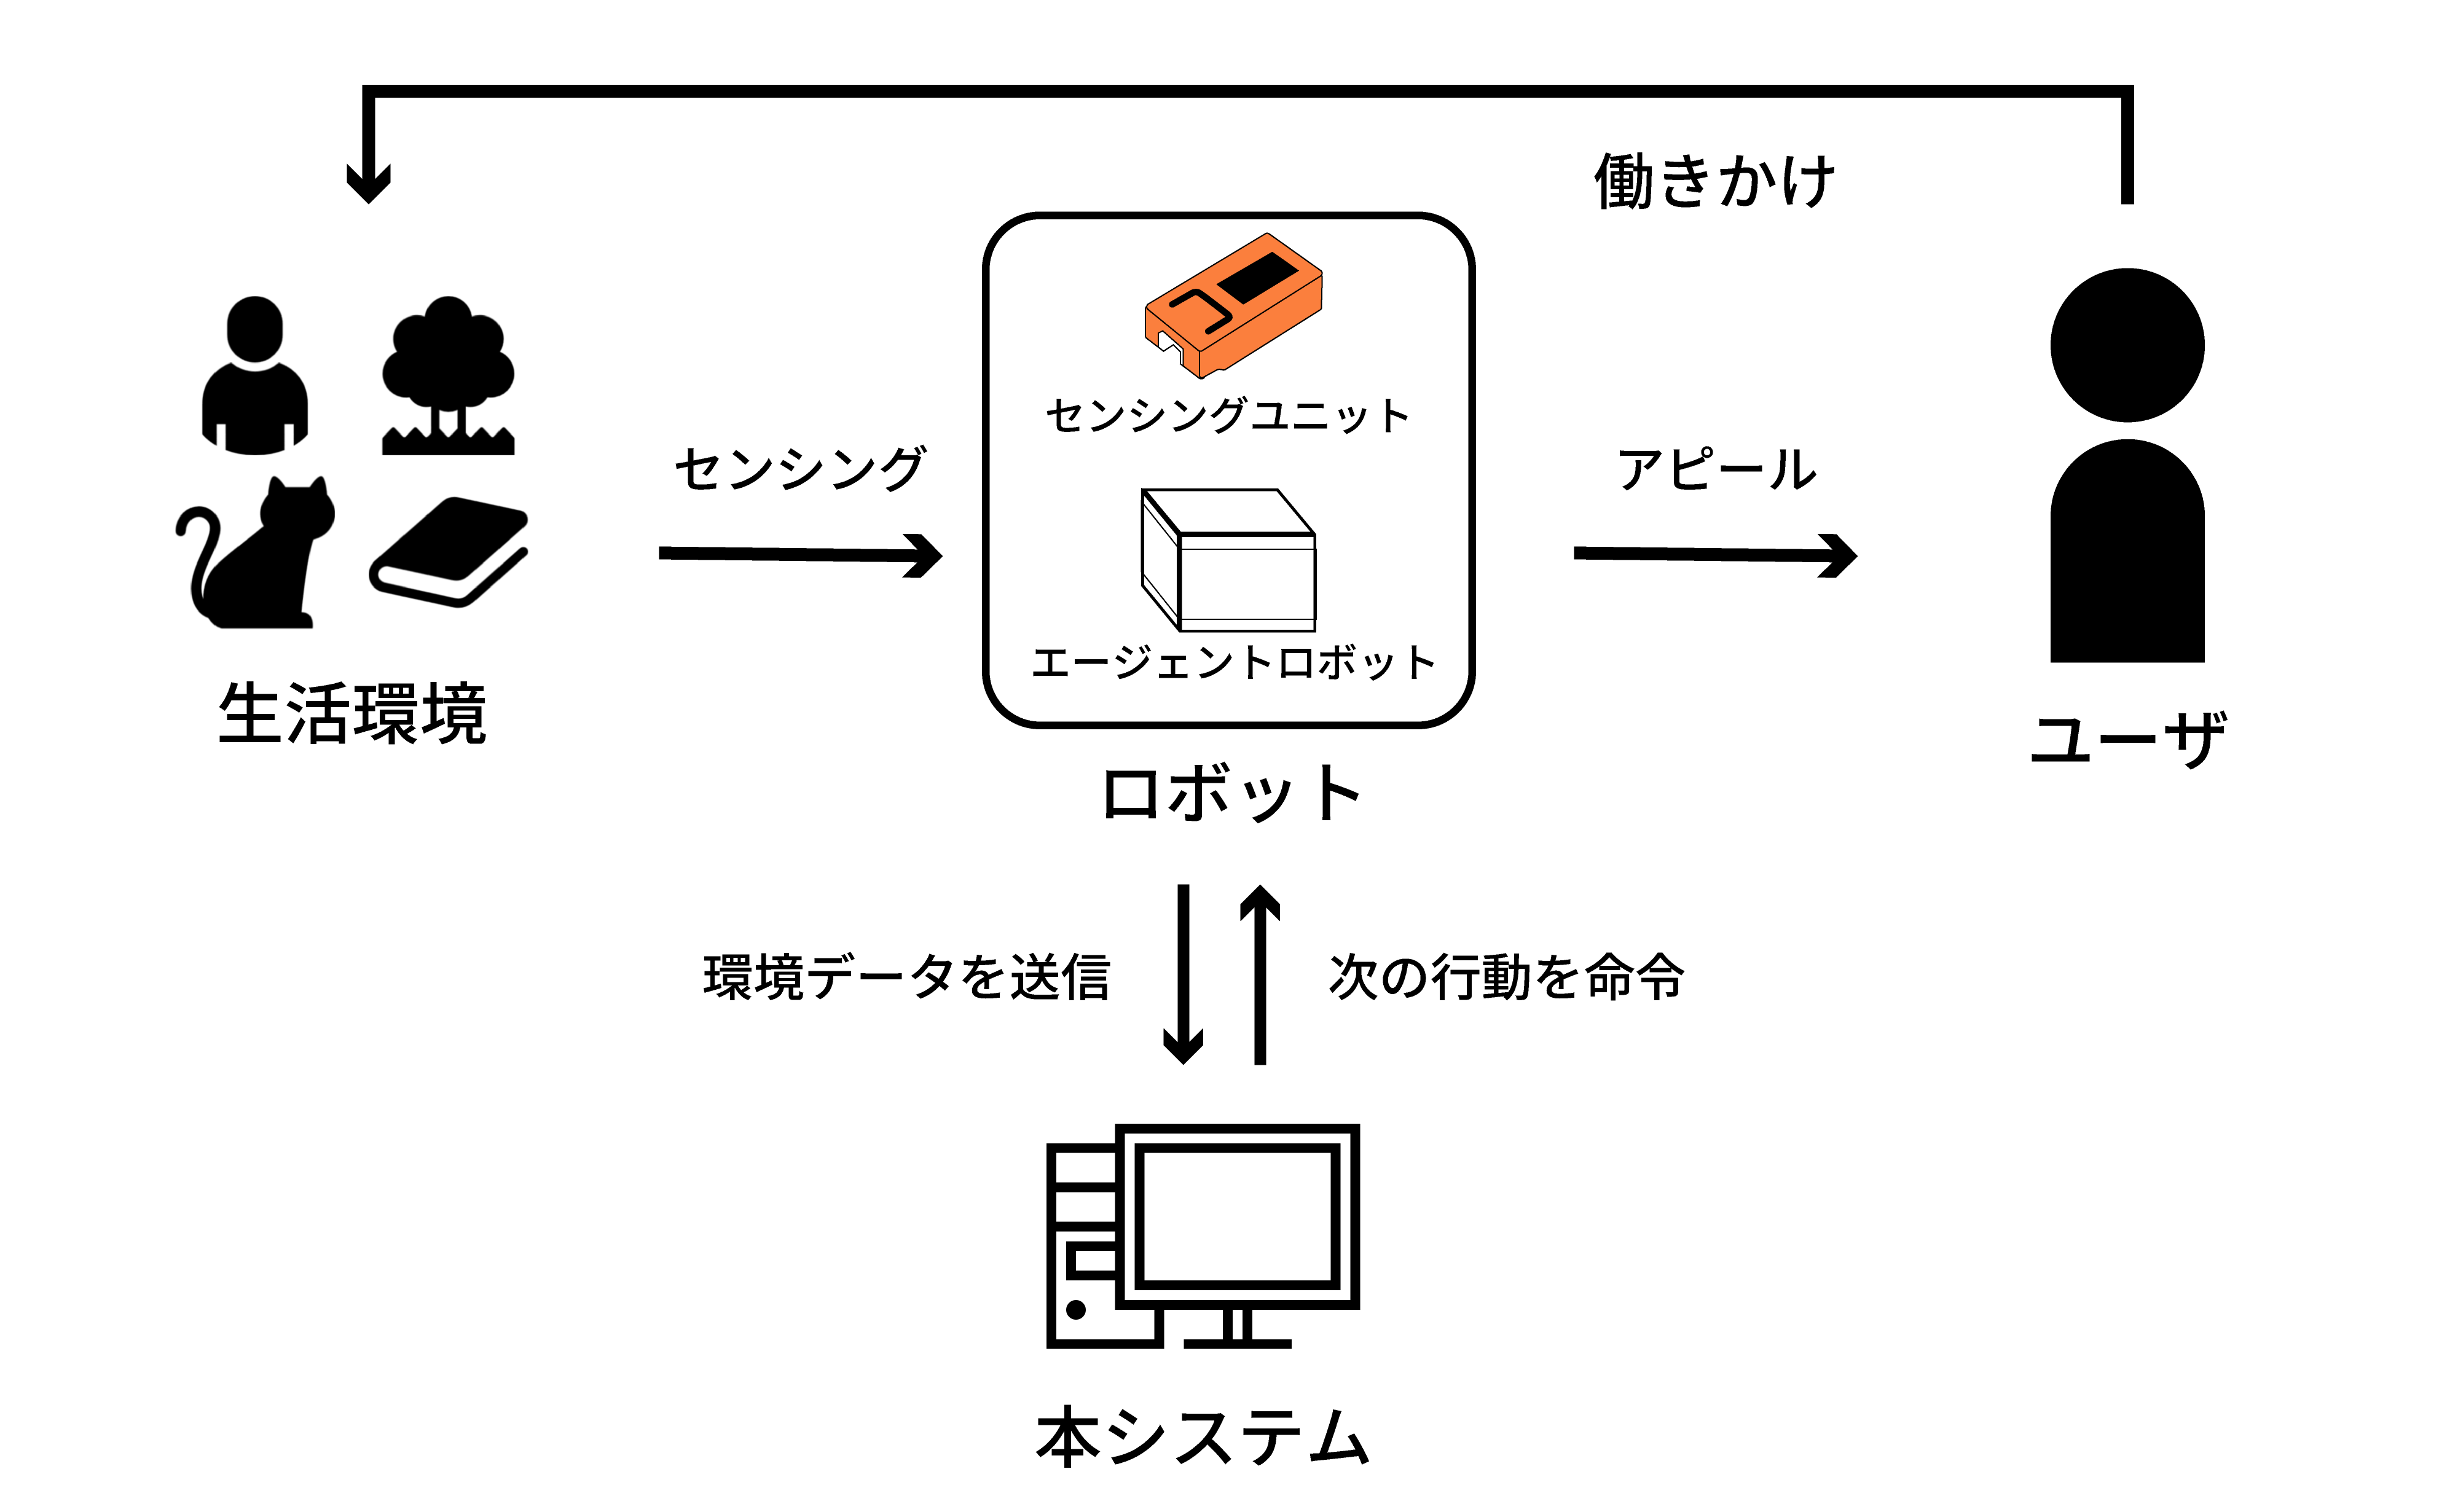 働きかけ
センシングユニット
センシング
アピール
エージェントロボット
生活環境
ユーザ
ロボット
環境データを送信
次の行動を命令
本システム